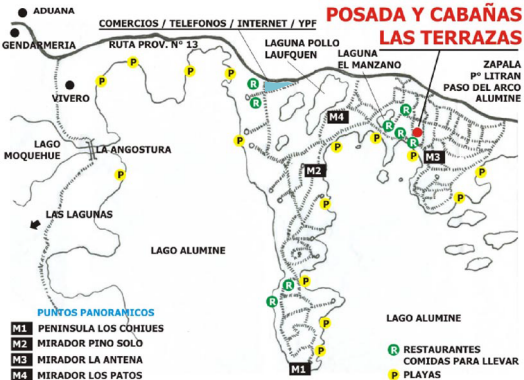 POSADA Y CABAÑAS
LAS TERRAZAS
ADUANA
COMERCIOS / TELEFONOS / INTERNET / YPF
GENDARMERIA
RUTA PROV. Nº 13
LAGUNA POLLO
LAUFQUEN
LAGUNA
EL MANZANO
ZAPALA
Pº LITRAN
PASO DEL ARCO
ALUMINE
P
P
P
P
R
R
VIVERO
R
M4
R
R
R
LAGO
MOQUEHUE
LA ANGOSTURA
P
P
P
P
M3
M2
P
P
P
P
LAS LAGUNAS
LAGO ALUMINE
R
R
P
P
P
P
M1
PUNTOS PANORAMICOS
M1 PENINSULA LOS COHIUES
M2 MIRADOR PINO SOLO
M3 MIRADOR LA ANTENA
M4 MIRADOR LOS PATOS
LAGO ALUMINE
R RESTAURANTES
COMIDAS PARA LLEVAR
P PLAYAS